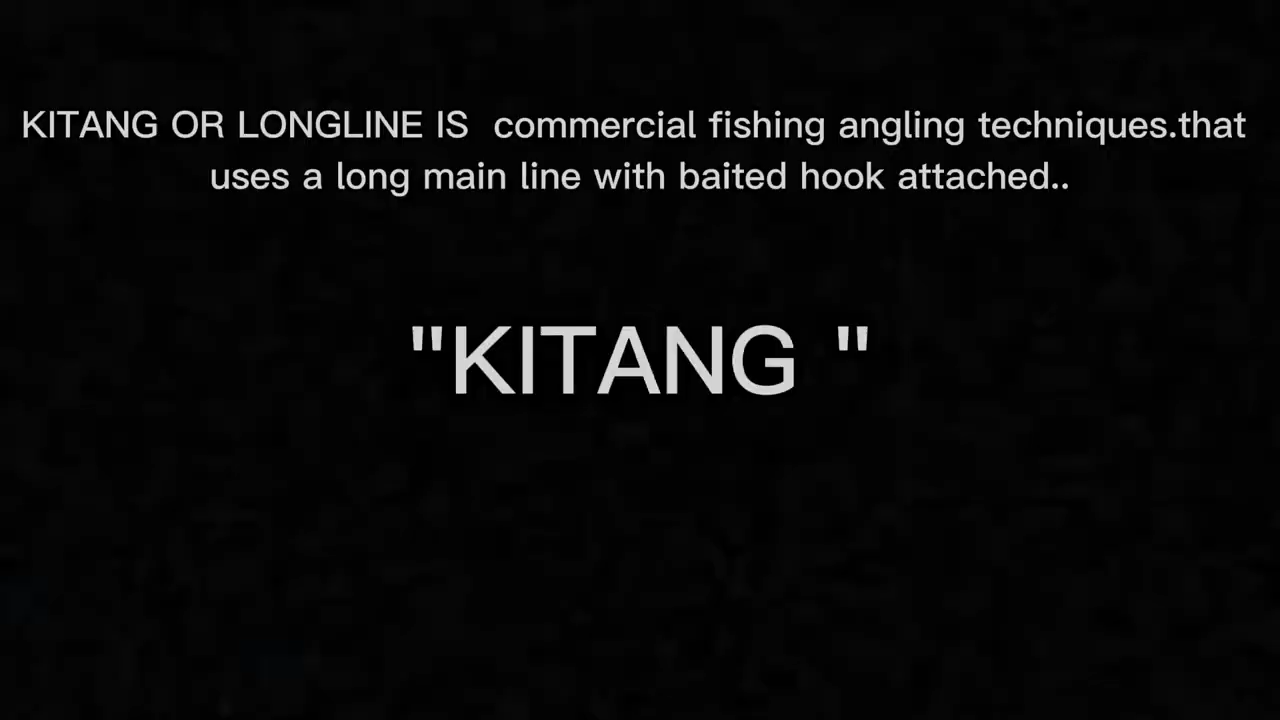 KITANG OR LONGLINE IS  commercial fishing angling techniques.that
uses a long main line with baited hook attached..
"KITANG "